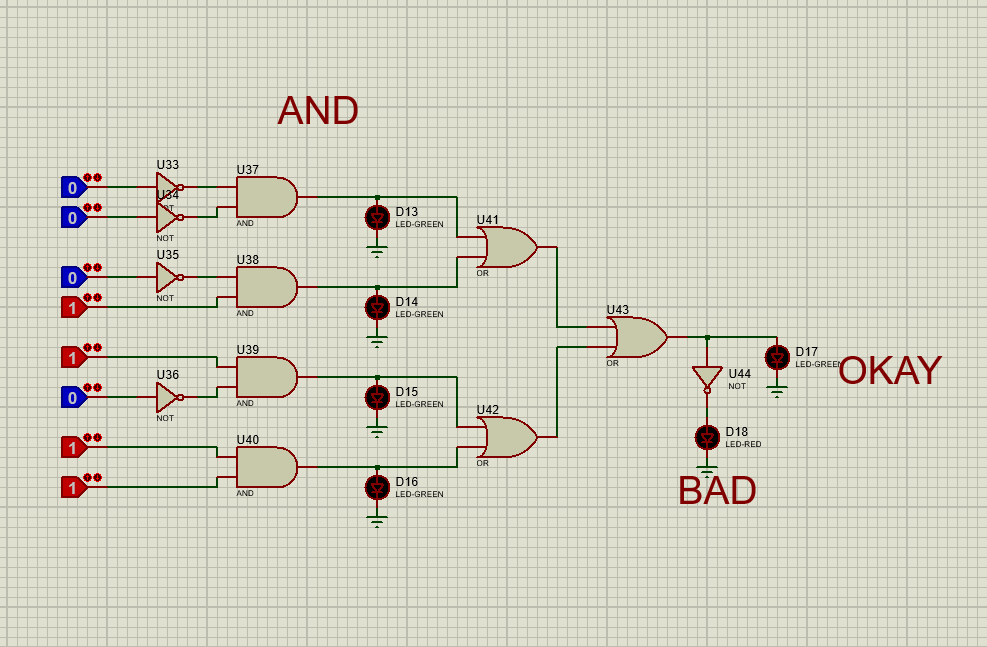 AND
U33
0
U37
U34
NOT
0
AND
NOT
D13
LED-GREEN
U41
OR
U35
0
U38
NOT
1
AND
D14
LED-GREEN
U43
OR
U39
1
U36
0
AND
NOT
D15
LED-GREEN
U42
OR
D17
LED-GREEN
OKAY
U44
NOT
D18
LED-RED
BAD
U40
1
1
AND
D16
LED-GREEN